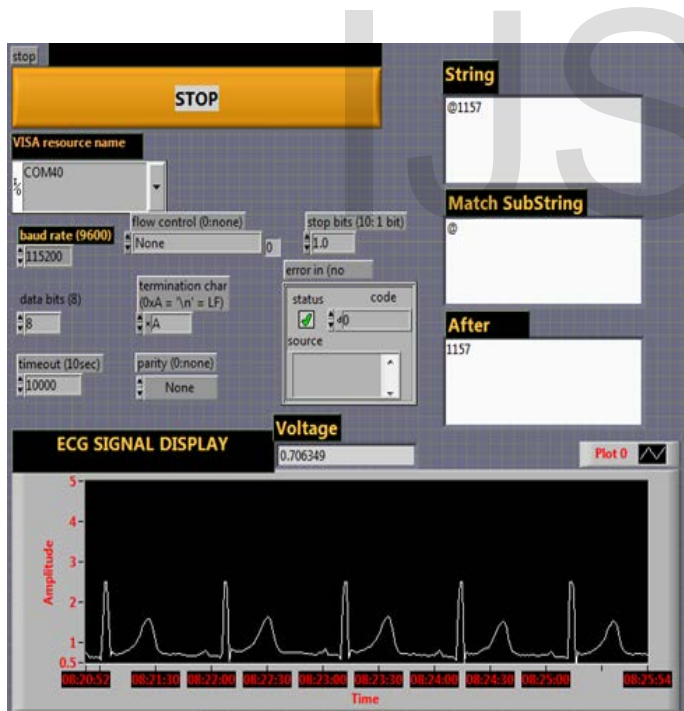 IJS
stop
STOP
VISA resource name
COM40
baud rate (9600)
115200
flow control (0:none)
None
0
stop bits (10: 1 bit)
1.0
data bits (8)
8
termination char
(0xA = '\n' = LF)
xA
timeout (10sec)
10000
parity (0:none)
None
error in (no
status
code
d0
source
String
@1157
Match SubString
@
After
1157
ECG SIGNAL DISPLAY
Voltage
0.706349
Plot 0
Amplitude
5
4
3
2
1
0.5
08:20:52 08:21:30 08:22:00 08:22:30 08:23:00 08:23:30 08:24:00 08:24:30 08:25:00 08:25:54
Time